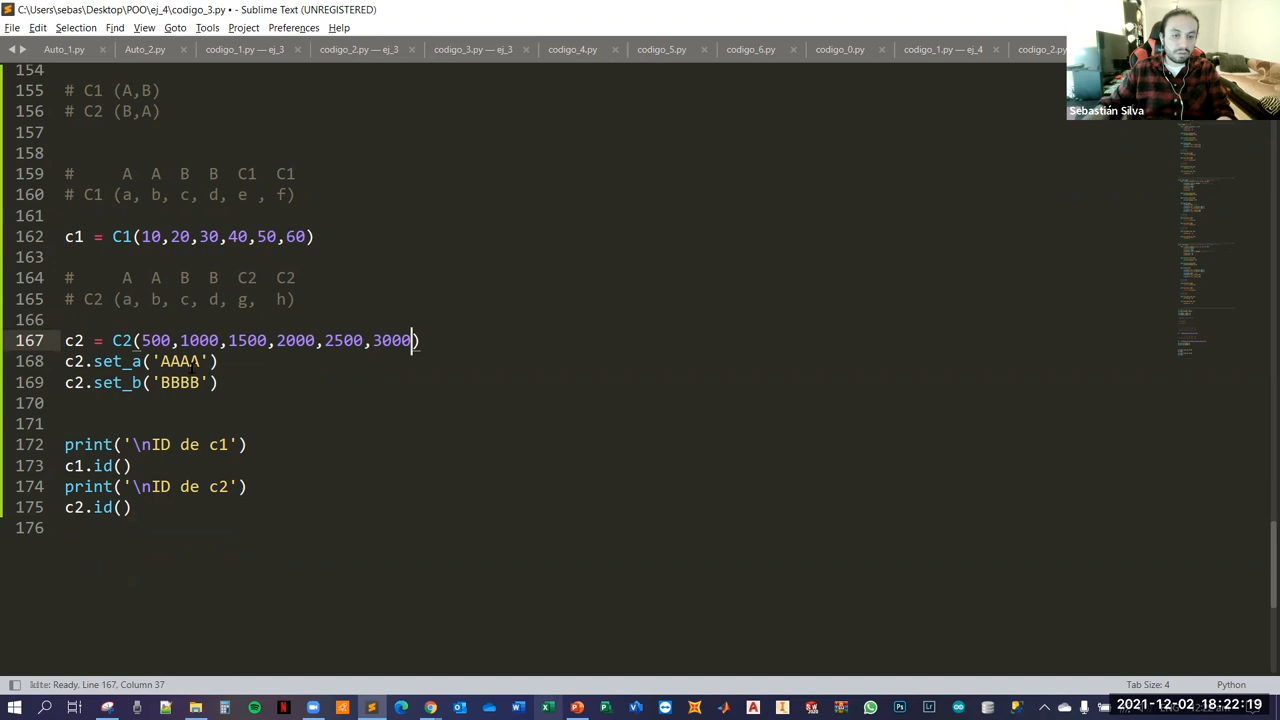 C:\Users\sebas\Desktop\POO\ej_4\codigo_3.py • - Sublime Text (UNREGISTERED)
File Edit Selection Find View Goto Tools Project Preferences Help
Auto_1.py Auto_2.py codigo_1.py — ej_3 codigo_2.py — ej_3 codigo_3.py — ej_3 codigo_4.py codigo_5.py codigo_6.py codigo_0.py codigo_1.py — ej_4 codigo_2.py
Sebastián Silva
154
155 # C1 (A,B)
156 # C2 (B,A)
157
158
159 # A B B C1 C1
160 # C1 (a, b, c, d, e , f)
161
162 c1 = C1(10,20,30,40,50,60)
163
164 # A A B B C2 C2
165 # C2 (a, b, c, d, g, h)
166
167 c2 = C2(500,1000,1500,2000,2500,3000)
168 c2.set_a('AAAA')
169 c2.set_b('BBBB')
170
171
172 print('\nID de c1')
173 c1.id()
174 print('\nID de c2')
175 c2.id()
176
kite: Ready, Line 167, Column 37
Tab Size: 4 Python
2021-12-02 18:22:19